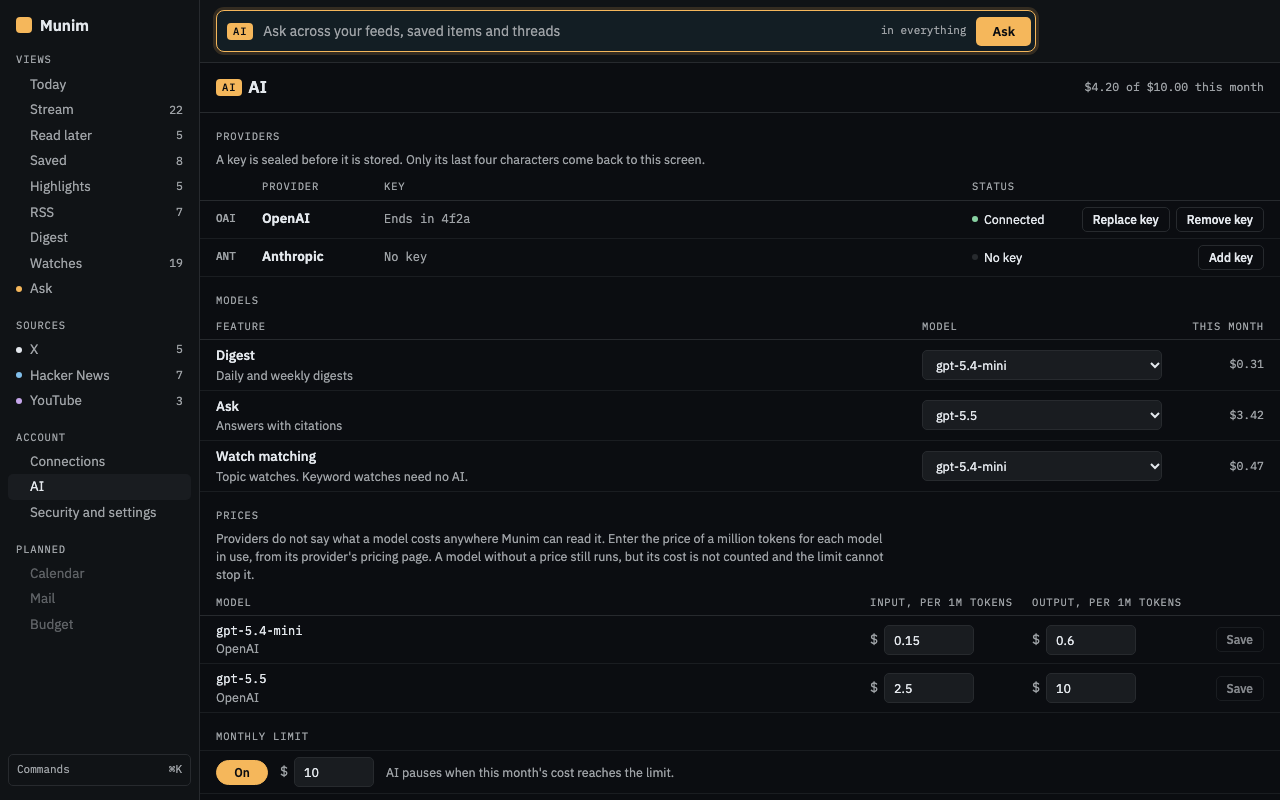 Munim
VIEWS
Today
Stream 22
Read later 5
Saved 8
Highlights 5
RSS 7
Digest
Watches 19
Ask
SOURCES
X 5
Hacker News 7
YouTube 3
ACCOUNT
Connections
AI
Security and settings
PLANNED
Calendar
Mail
Budget
Commands ⌘K
AI Ask across your feeds, saved items and threads in everything Ask
AI AI $4.20 of $10.00 this month
PROVIDERS
A key is sealed before it is stored. Only its last four characters come back to this screen.
PROVIDER KEY STATUS
OAI OpenAI Ends in 4f2a Connected Replace key Remove key
ANT Anthropic No key No key Add key
MODELS
FEATURE MODEL THIS MONTH
Digest
Daily and weekly digests
gpt-5.4-mini $0.31
Ask
Answers with citations
gpt-5.5 $3.42
Watch matching
Topic watches. Keyword watches need no AI.
gpt-5.4-mini $0.47
PRICES
Providers do not say what a model costs anywhere Munim can read it. Enter the price of a million tokens for each model
in use, from its provider's pricing page. A model without a price still runs, but its cost is not counted and the limit cannot
stop it.
MODEL INPUT, PER 1M TOKENS OUTPUT, PER 1M TOKENS
gpt-5.4-mini
OpenAI
$ 0.15 $ 0.6 Save
gpt-5.5
OpenAI
$ 2.5 $ 10 Save
MONTHLY LIMIT
On $ 10 AI pauses when this month's cost reaches the limit.